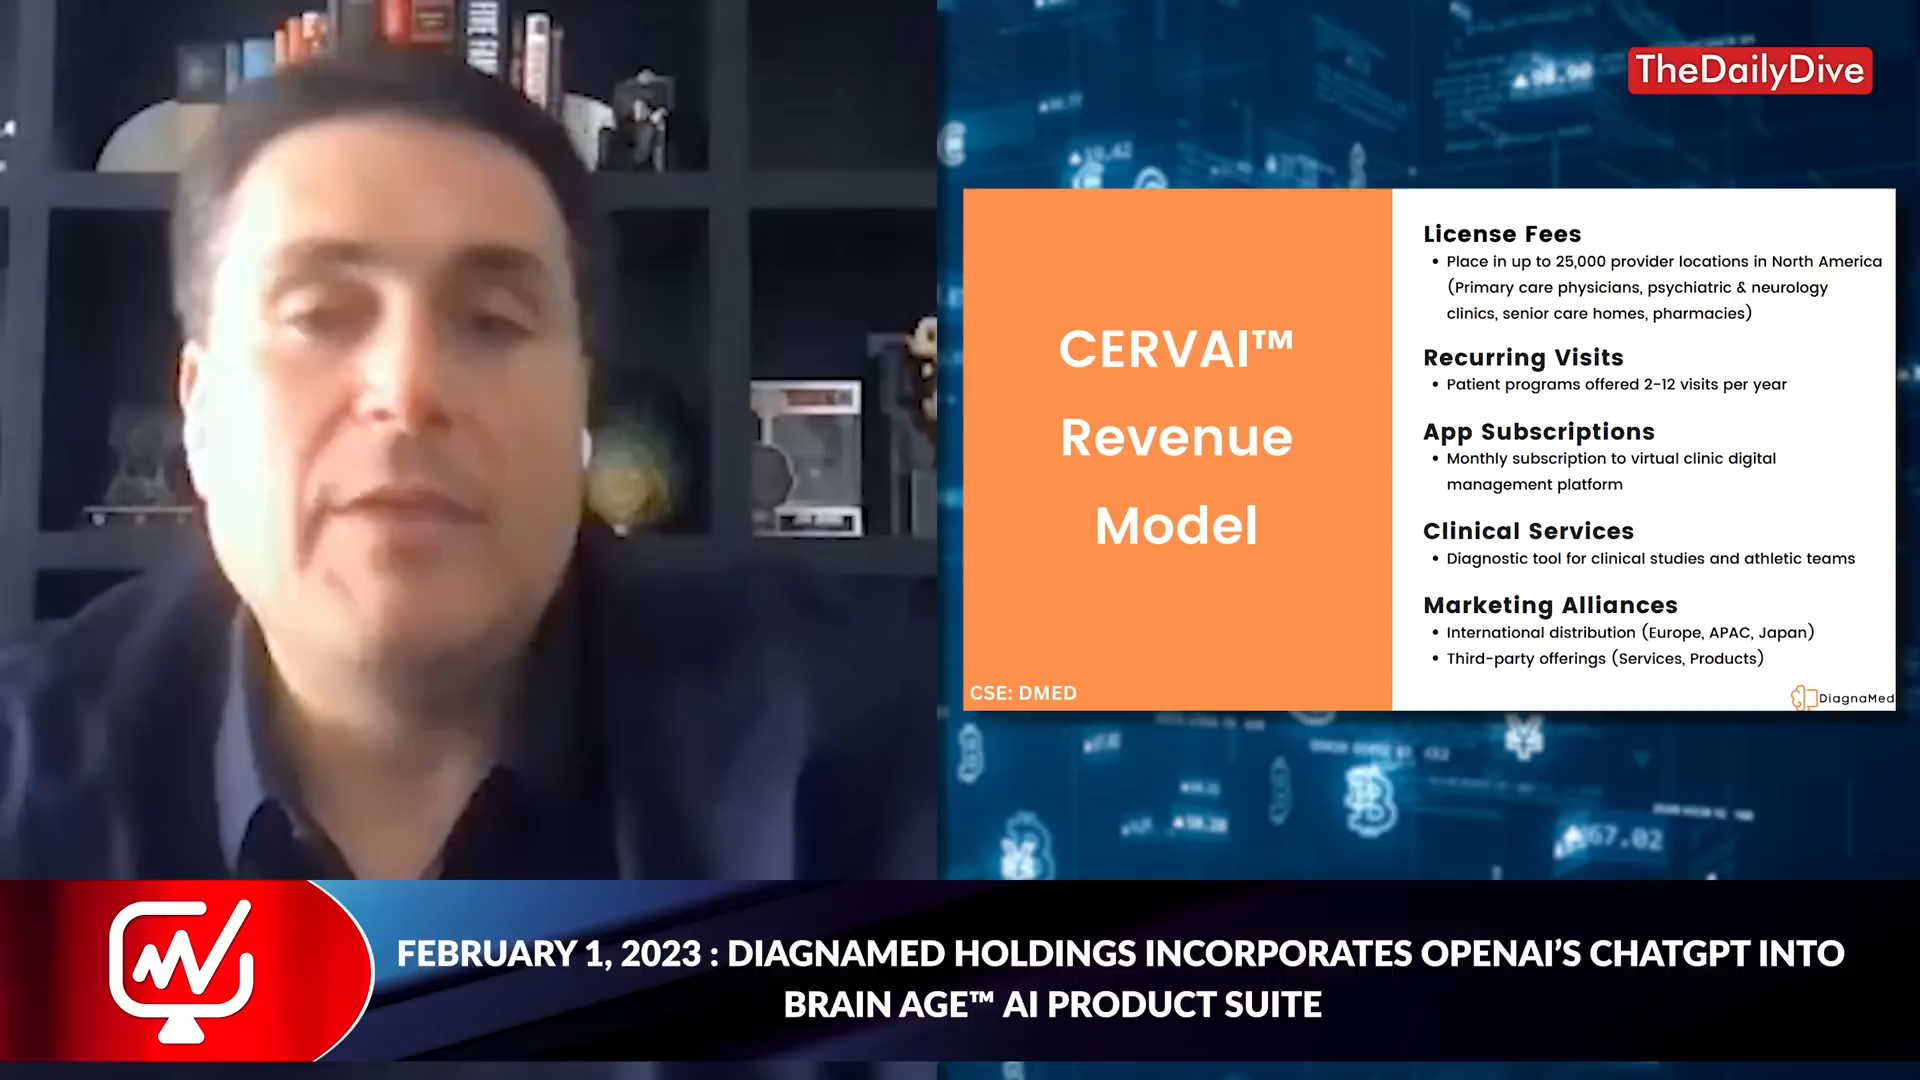 TheDailyDive
CERVAI™
Revenue
Model
CSE: DMED
License Fees
• Place in up to 25,000 provider locations in North America
(Primary care physicians, psychiatric & neurology
clinics, senior care homes, pharmacies)
Recurring Visits
• Patient programs offered 2-12 visits per year
App Subscriptions
• Monthly subscription to virtual clinic digital
management platform
Clinical Services
• Diagnostic tool for clinical studies and athletic teams
Marketing Alliances
• International distribution (Europe, APAC, Japan)
• Third-party offerings (Services, Products)
DiagnaMed
▲98.90
67.02
FEBRUARY 1, 2023 : DIAGNAMED HOLDINGS INCORPORATES OPENAI’S CHATGPT INTO
BRAIN AGE™ AI PRODUCT SUITE